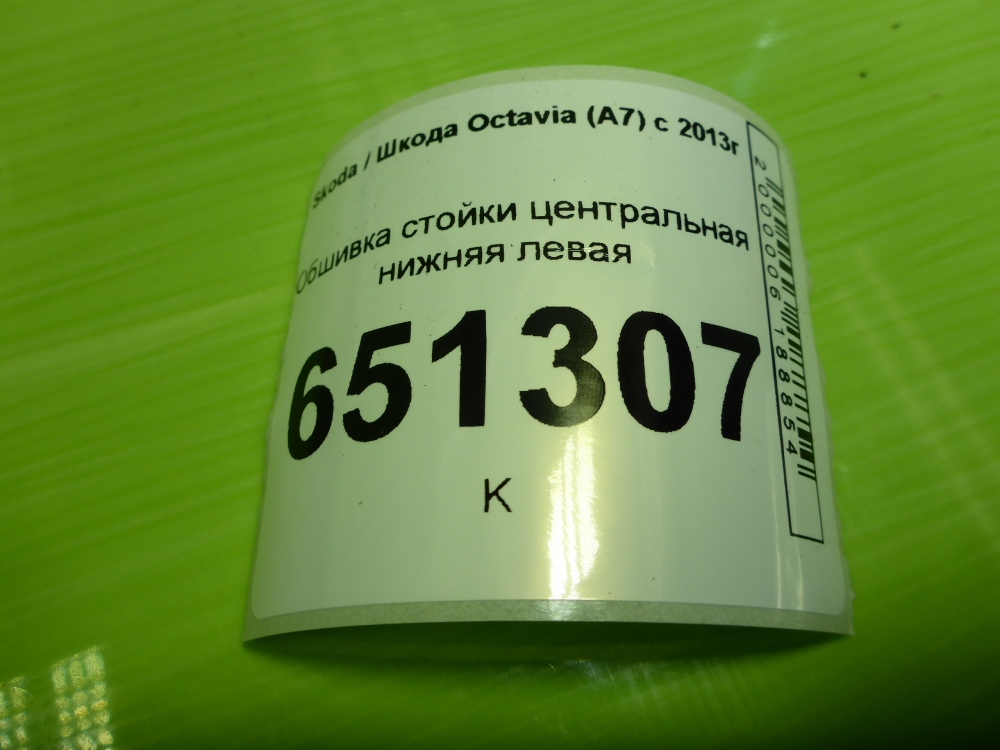 Skoda / Шкода Octavia (A7) с 2013г
Обшивка стойки центральная
нижняя левая
651307
К
2000006188854